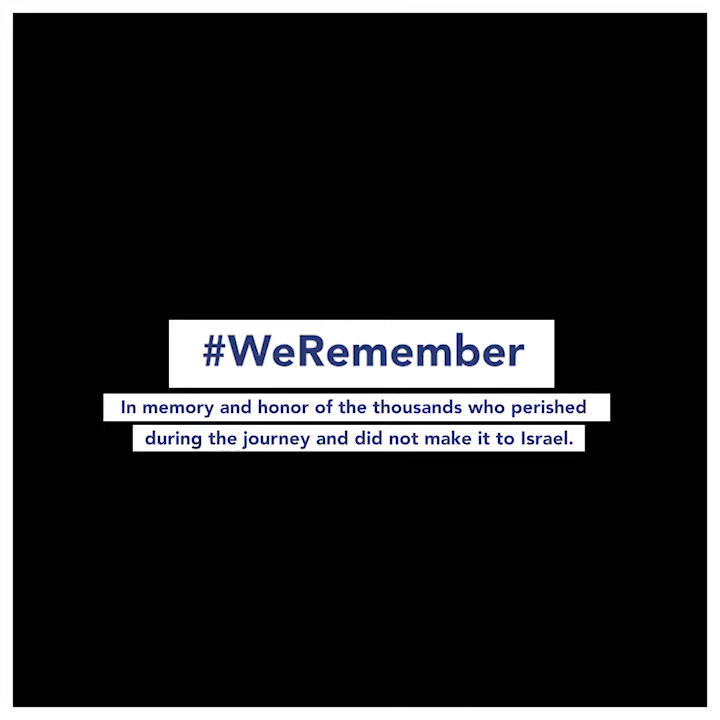 #WeRemember
In memory and honor of the thousands who perished
during the journey and did not make it to Israel.